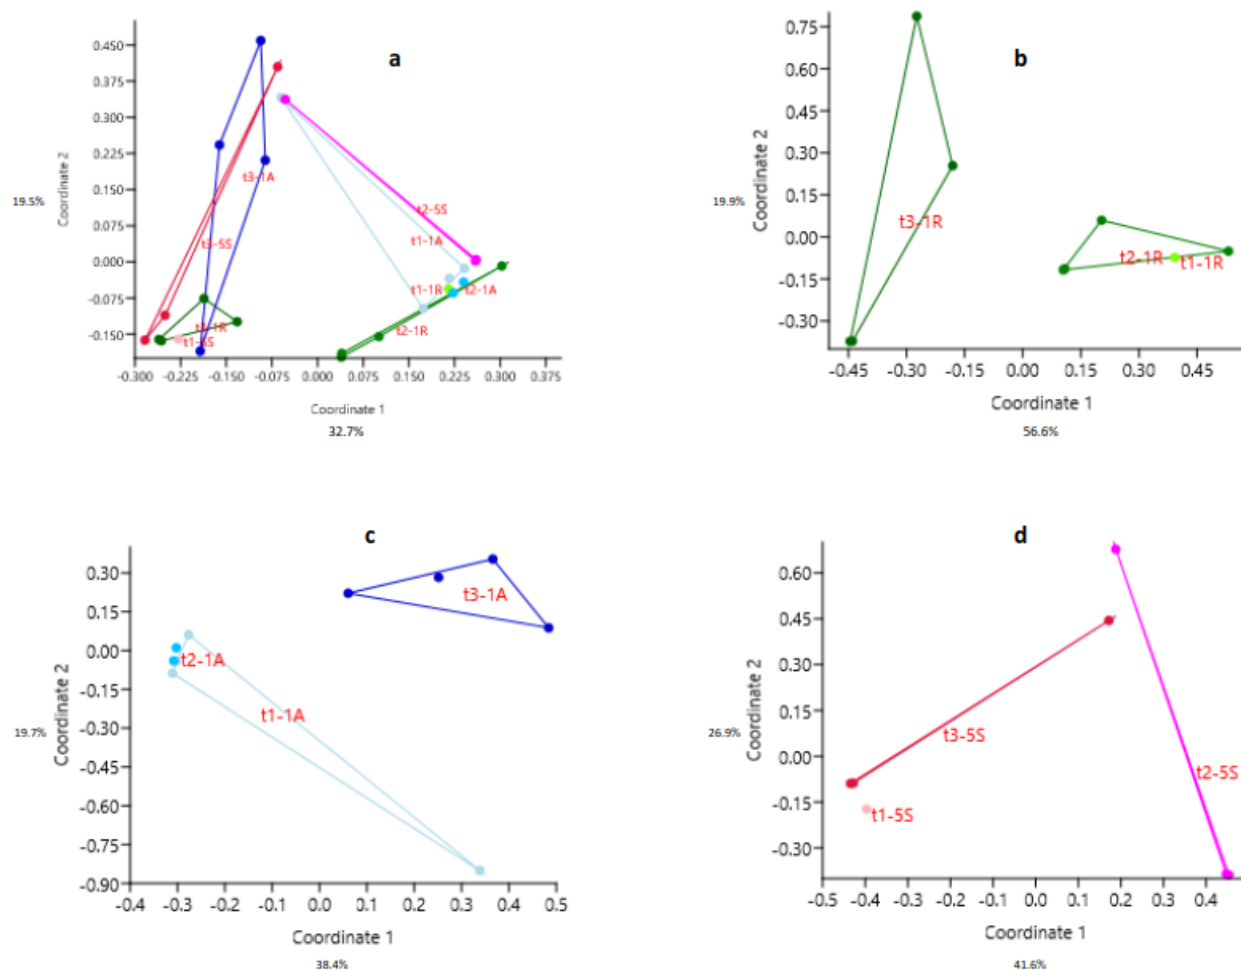 a
0.450
0.375
0.300
0.225
0.150
0.075
0.000
-0.075
-0.150
Coordinate 2
19.5%
t3-1A
t3-5S
t2-5S
t1-1A
t1-1R
t2-1A
t2-1R
t1-5S
-0.300 -0.225 -0.150 -0.075 0.000 0.075 0.150 0.225 0.300 0.375
Coordinate 1
32.7%
b
0.75
0.60
0.45
0.30
0.15
0.00
-0.15
-0.30
Coordinate 2
19.9%
t3-1R
t2-1R
t1-1R
-0.45 -0.30 -0.15 0.00 0.15 0.30 0.45
Coordinate 1
56.6%
c
0.30
0.15
0.00
-0.15
-0.30
-0.45
-0.60
-0.75
-0.90
Coordinate 2
19.7%
t3-1A
t2-1A
t1-1A
-0.4 -0.3 -0.2 -0.1 0.0 0.1 0.2 0.3 0.4 0.5
Coordinate 1
38.4%
d
0.60
0.45
0.30
0.15
0.00
-0.15
-0.30
Coordinate 2
26.9%
t3-5S
t2-5S
t1-5S
-0.5 -0.4 -0.3 -0.2 -0.1 0.0 0.1 0.2 0.3 0.4
Coordinate 1
41.6%